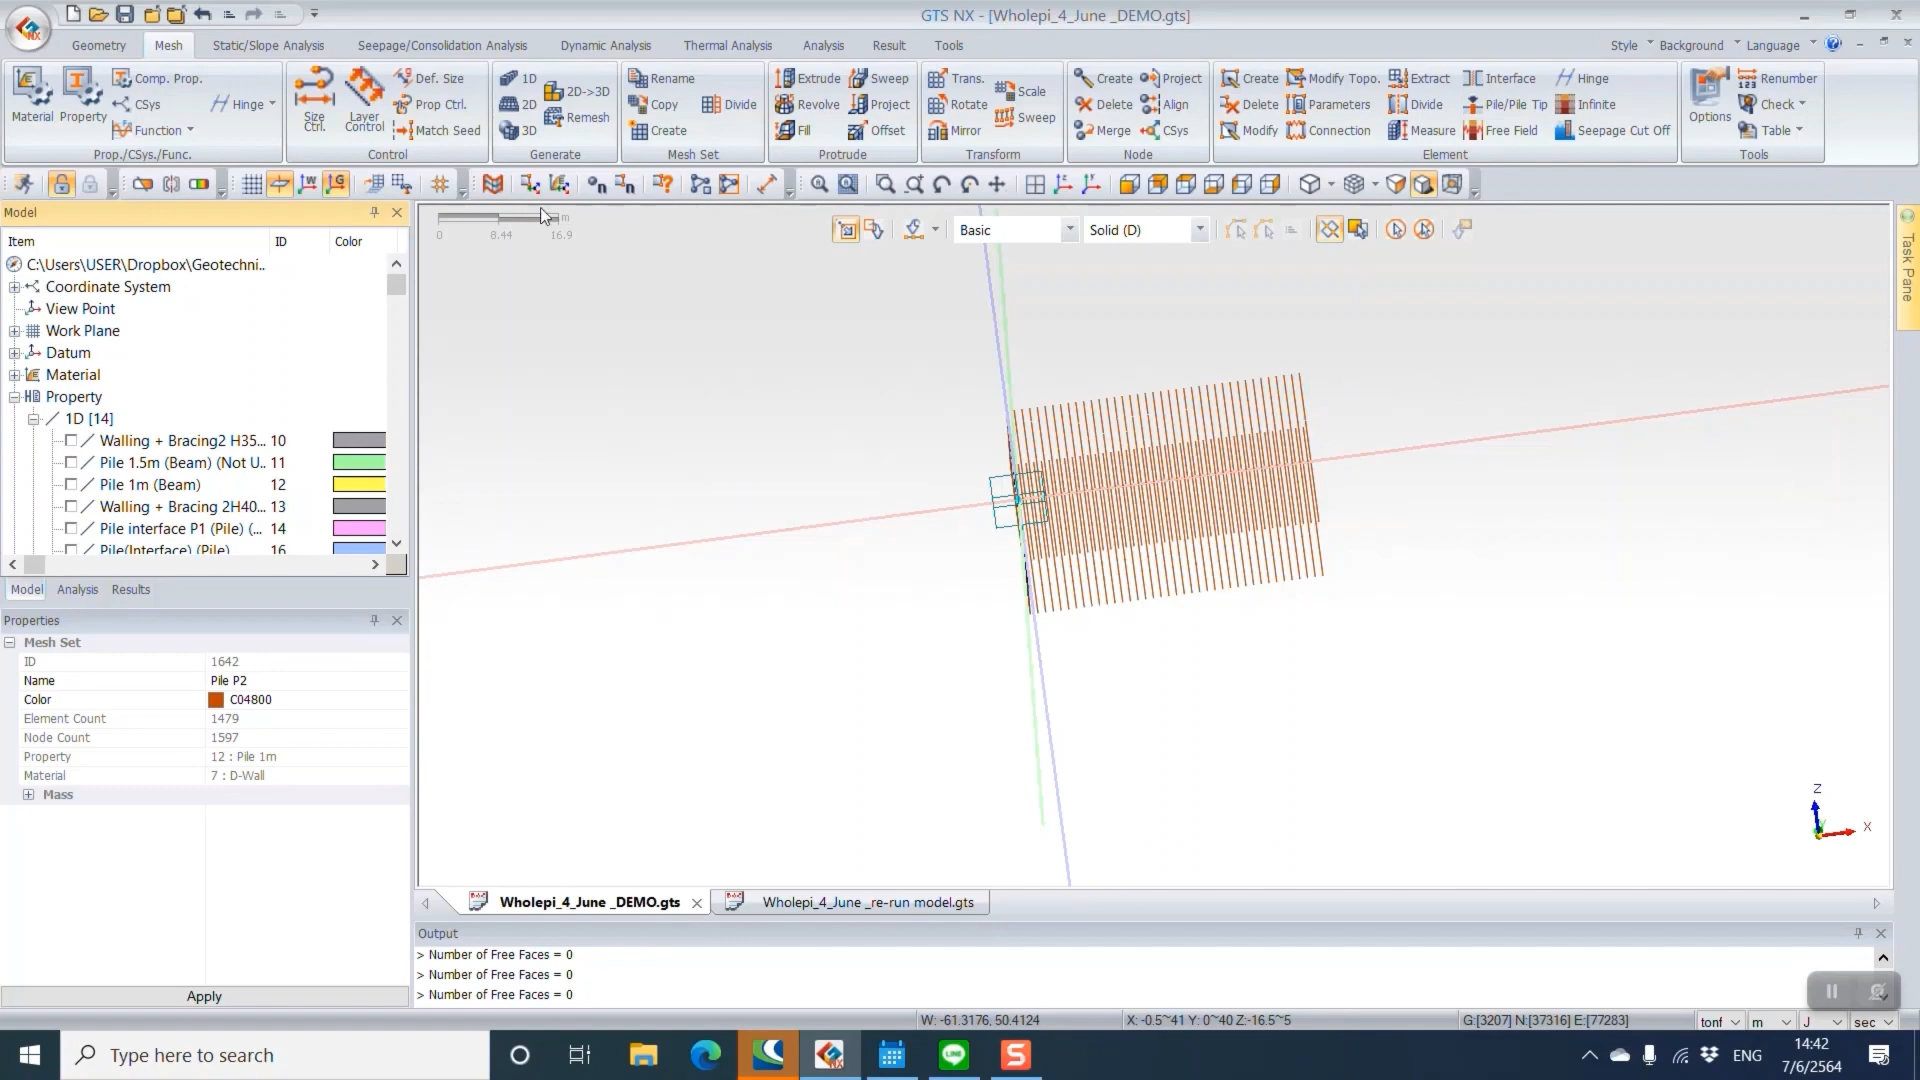 GTS NX - [Wholepi_4_June _DEMO.gts]
Geometry Mesh Static/Slope Analysis Seepage/Consolidation Analysis Dynamic Analysis Thermal Analysis Analysis Result Tools Style Background Language
Comp. Prop. Def. Size 1D Rename Extrude Sweep Trans. Create Project Create Modify Topo. Extract Interface Hinge Renumber
2D->3D Scale
CSys Hinge Prop Ctrl. 2D Copy Divide Revolve Project Rotate Delete Align Delete Parameters Divide Pile/Pile Tip Infinite Check
Material Property Size Ctrl. Layer Control Remesh Sweep Options
Function Match Seed 3D Create Fill Offset Mirror Merge CSys Modify Connection Measure Free Field Seepage Cut Off Table
Prop./CSys./Func. Control Generate Mesh Set Protrude Transform Node Element Tools
Model
m
0 8.44 16.9
Basic Solid (D)
Task Pane
Item ID Color
C:\Users\USER\Dropbox\Geotechni..
Coordinate System
View Point
Work Plane
Datum
Material
Property
1D [14]
Walling + Bracing2 H35... 10
Pile 1.5m (Beam) (Not U.. 11
Pile 1m (Beam) 12
Walling + Bracing 2H40... 13
Pile interface P1 (Pile) (... 14
Pile(Interface) (Pile) 16
Model Analysis Results
Properties
Mesh Set
ID 1642
Name Pile P2
Color C04800
Element Count 1479
Node Count 1597
Property 12 : Pile 1m
Material 7 : D-Wall
Mass
Apply
Z
Y
X
Wholepi_4_June _DEMO.gts Wholepi_4_June _re-run model.gts
Output
> Number of Free Faces = 0
> Number of Free Faces = 0
> Number of Free Faces = 0
W: -61.3176, 50.4124 X: -0.5~41 Y: 0~40 Z:-16.5~5 G:[3207] N:[37316] E:[77283] tonf m J sec
Type here to search
ENG
14:42
7/6/2564